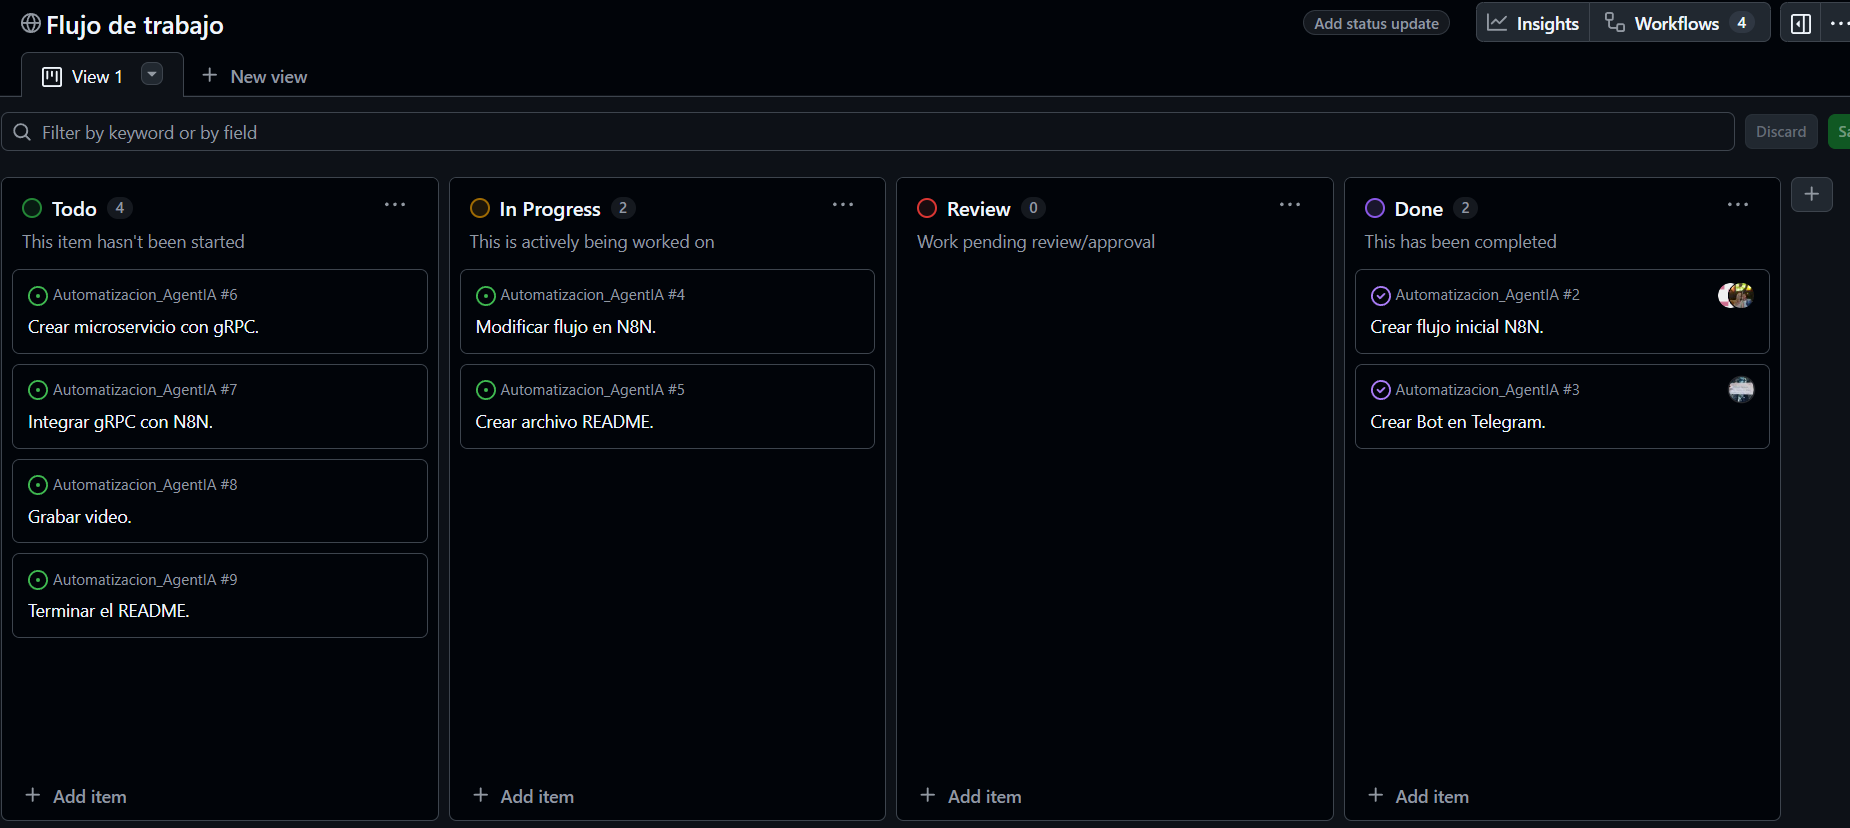 Flujo de trabajo
Add status update
Insights
Workflows 4
View 1
New view
Filter by keyword or by field
Discard
Todo 4
This item hasn't been started
Automatizacion_AgentIA #6
Crear microservicio con gRPC.
Automatizacion_AgentIA #7
Integrar gRPC con N8N.
Automatizacion_AgentIA #8
Grabar video.
Automatizacion_AgentIA #9
Terminar el README.
Add item
In Progress 2
This is actively being worked on
Automatizacion_AgentIA #4
Modificar flujo en N8N.
Automatizacion_AgentIA #5
Crear archivo README.
Add item
Review 0
Work pending review/approval
Add item
Done 2
This has been completed
Automatizacion_AgentIA #2
Crear flujo inicial N8N.
Automatizacion_AgentIA #3
Crear Bot en Telegram.
Add item